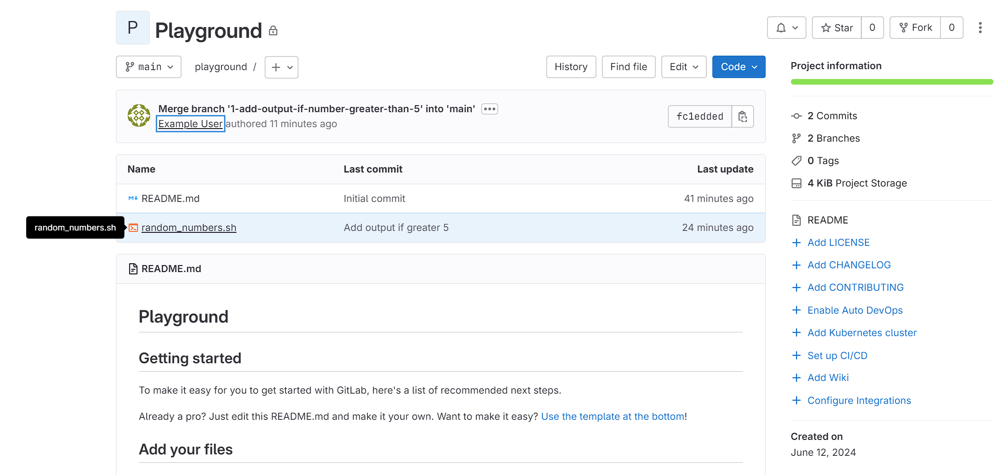 P Playground
Star 0 Fork 0
main playground / History Find file Edit Code
Merge branch '1-add-output-if-number-greater-than-5' into 'main'
Example User authored 11 minutes ago
fc1edded
Name Last commit Last update
README.md Initial commit 41 minutes ago
random_numbers.sh
random_numbers.sh Add output if greater 5 24 minutes ago
README.md
Playground
Getting started
To make it easy for you to get started with GitLab, here's a list of recommended next steps.
Already a pro? Just edit this README.md and make it your own. Want to make it easy? Use the template at the bottom!
Add your files
Project information
2 Commits
2 Branches
0 Tags
4 KiB Project Storage
README
Add LICENSE
Add CHANGELOG
Add CONTRIBUTING
Enable Auto DevOps
Add Kubernetes cluster
Set up CI/CD
Add Wiki
Configure Integrations
Created on
June 12, 2024